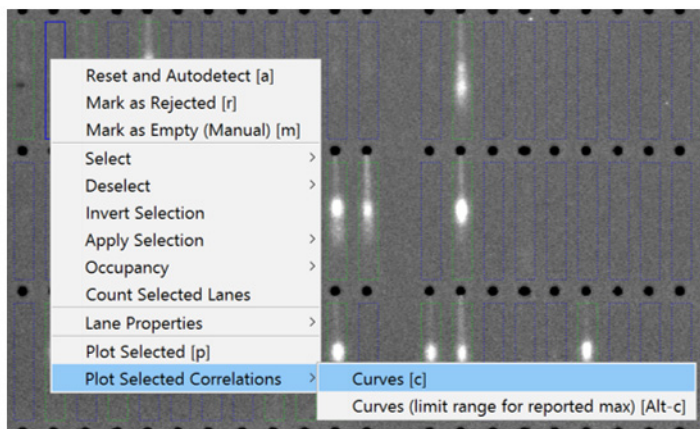 Reset and Autodetect [a]
Mark as Rejected [r]
Mark as Empty (Manual) [m]
Select
Deselect
Invert Selection
Apply Selection
Occupancy
Count Selected Lanes
Lane Properties
Plot Selected [p]
Plot Selected Correlations
Curves [c]
Curves (limit range for reported max) [Alt-c]